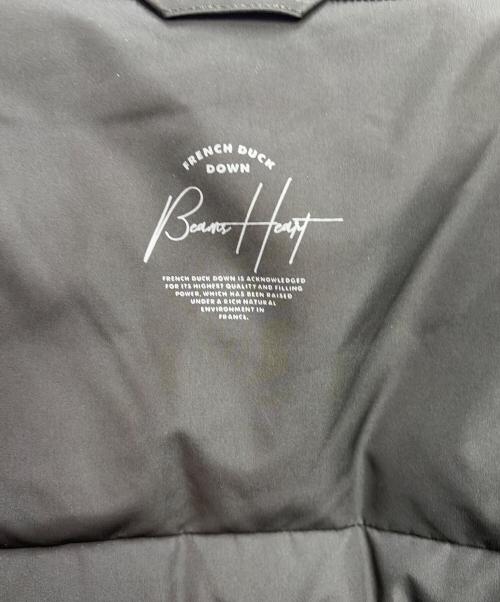 FRENCH DUCK
DOWN
Beams Heart
FRENCH DUCK DOWN IS ACKNOWLEDGED
FOR ITS HIGHEST QUALITY AND FILLING
POWER, WHICH HAS BEEN RAISED
UNDER A RICH NATURAL
ENVIRONMENT IN
FRANCE.